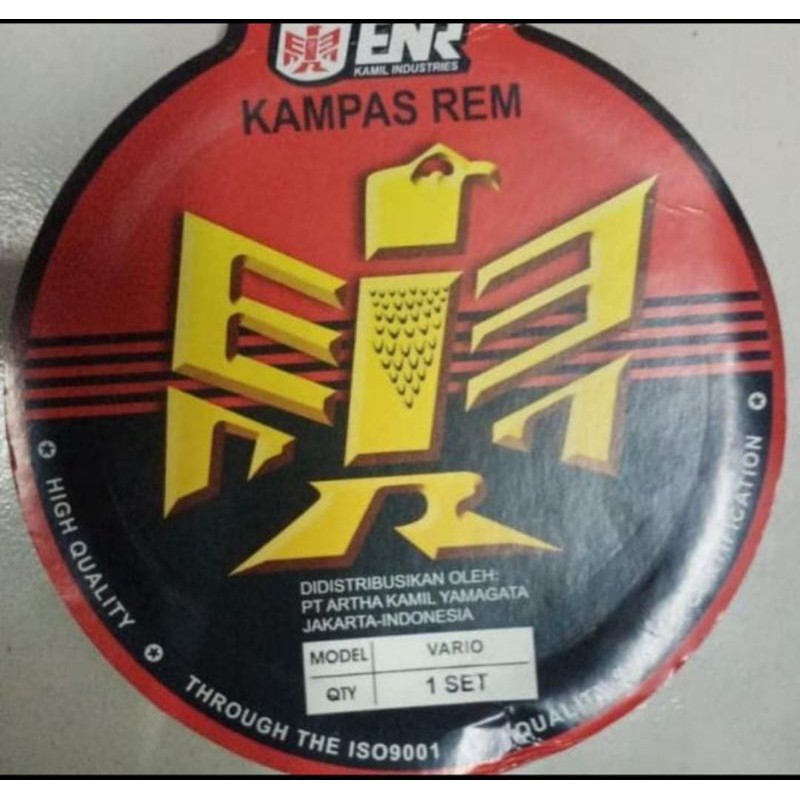 ENR
KAMIL INDUSTRIES
KAMPAS REM
DIDISTRIBUSIKAN OLEH:
PT ARTHA KAMIL YAMAGATA
JAKARTA-INDONESIA
MODEL VARIO
QTY 1 SET
HIGH QUALITY
THROUGH THE ISO9001